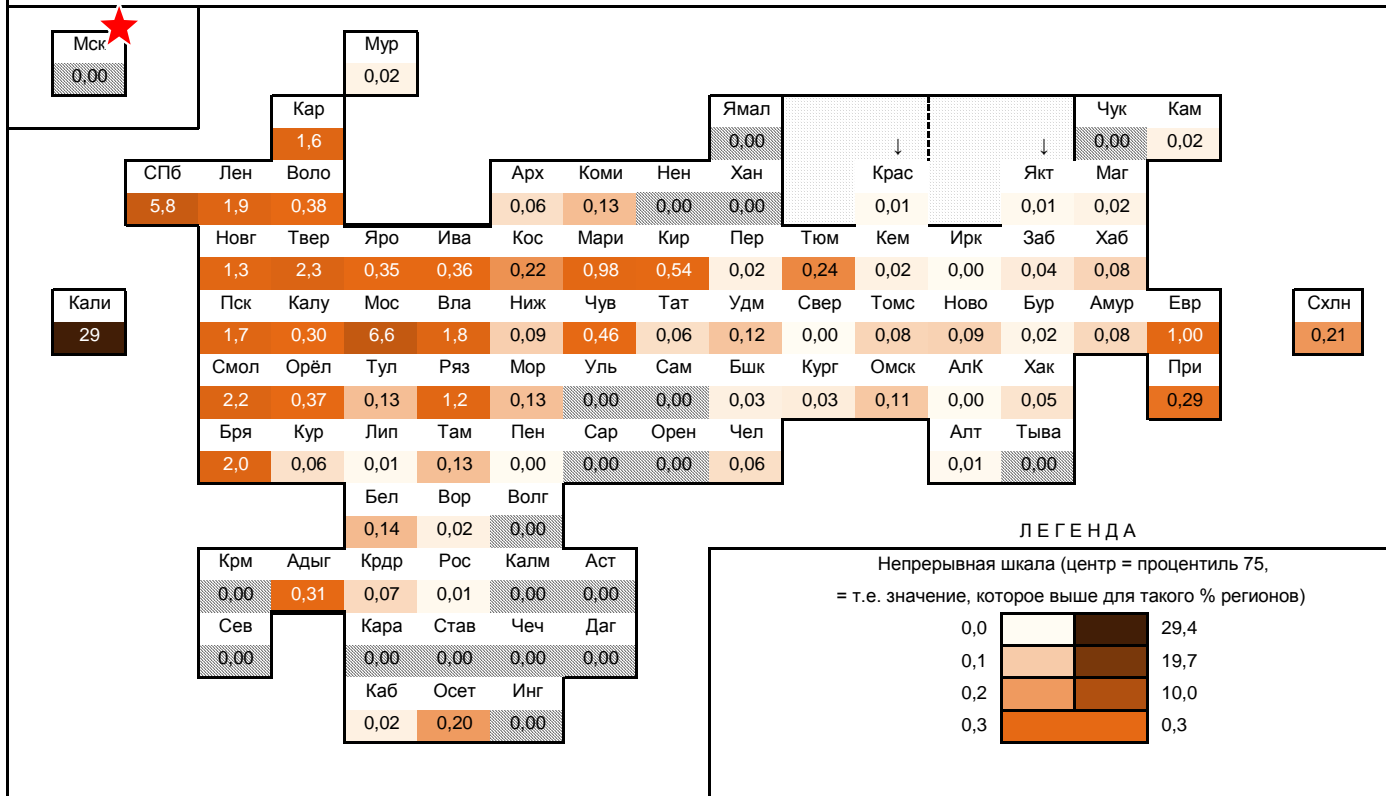 Мск Мур
0,00 0,02
Кар Ямал Чук Кам
1,6 0,00 ↓ ↓ 0,00 0,02
СПб Лен Воло Арх Коми Нен Хан Крас Якт Маг
5,8 1,9 0,38 0,06 0,13 0,00 0,00 0,01 0,01 0,02
Новг Твер Яро Ива Кос Мари Кир Пер Тюм Кем Ирк Заб Хаб
1,3 2,3 0,35 0,36 0,22 0,98 0,54 0,02 0,24 0,02 0,00 0,04 0,08
Кали Пск Калу Мос Вла Ниж Чув Тат Удм Свер Томс Ново Бур Амур Евр Схлн
29 1,7 0,30 6,6 1,8 0,09 0,46 0,06 0,12 0,00 0,08 0,09 0,02 0,08 1,00 0,21
Смол Орёл Тул Ряз Мор Уль Сам Бшк Кург Омск АлК Хак При
2,2 0,37 0,13 1,2 0,13 0,00 0,00 0,03 0,03 0,11 0,00 0,05 0,29
Бря Кур Лип Там Пен Сар Орен Чел Алт Тыва
2,0 0,06 0,01 0,13 0,00 0,00 0,00 0,06 0,01 0,00
Бел Вор Волг
0,14 0,02 0,00
ЛЕГЕНДА
Крм Адыг Крдр Рос Калм Аст
0,00 0,31 0,07 0,01 0,00 0,00
Сев Кара Став Чеч Даг
0,00 0,00 0,00 0,00 0,00
Каб Осет Инг
0,02 0,20 0,00
Непрерывная шкала (центр = процентиль 75,
= т.е. значение, которое выше для такого % регионов)
0,0 29,4
0,1 19,7
0,2 10,0
0,3 0,3